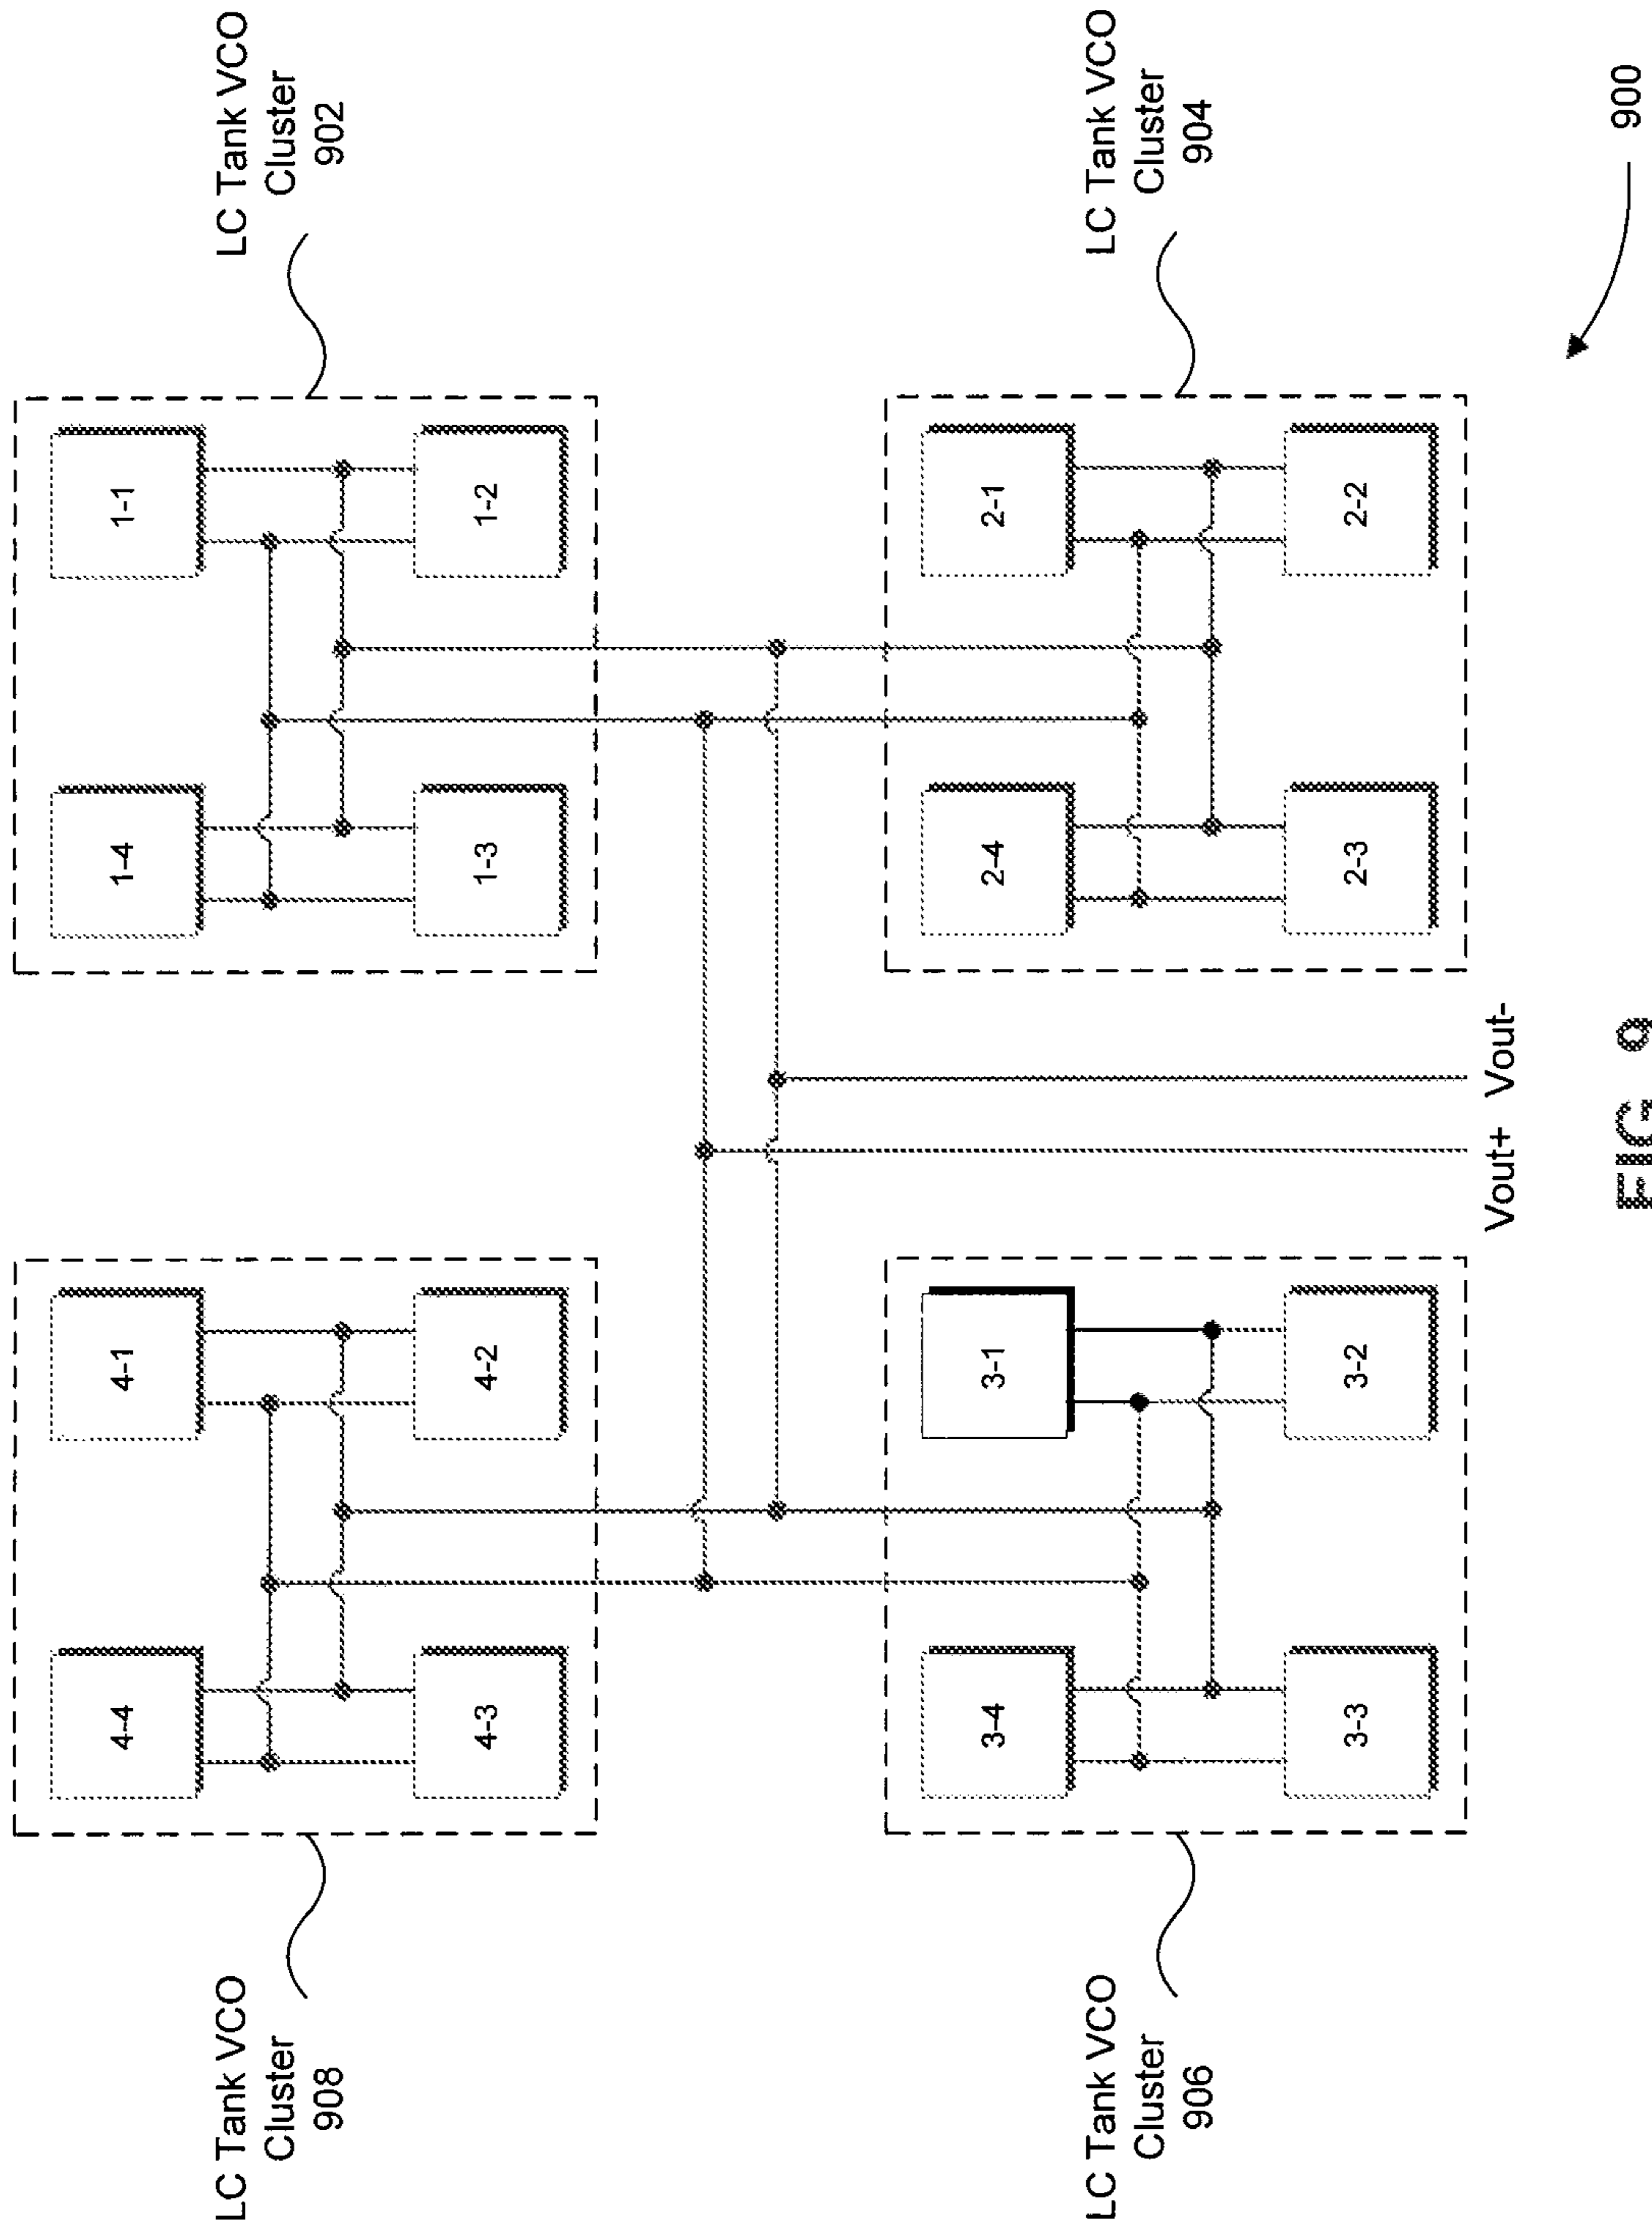 LC Tank VCO
Cluster
908
4-4
4-1
4-3
4-2
1-4
1-1
1-3
1-2
LC Tank VCO
Cluster
902
LC Tank VCO
Cluster
906
3-4
3-1
3-3
3-2
2-4
2-1
2-3
2-2
LC Tank VCO
Cluster
904
Vout+ Vout-
FIG. 9
900